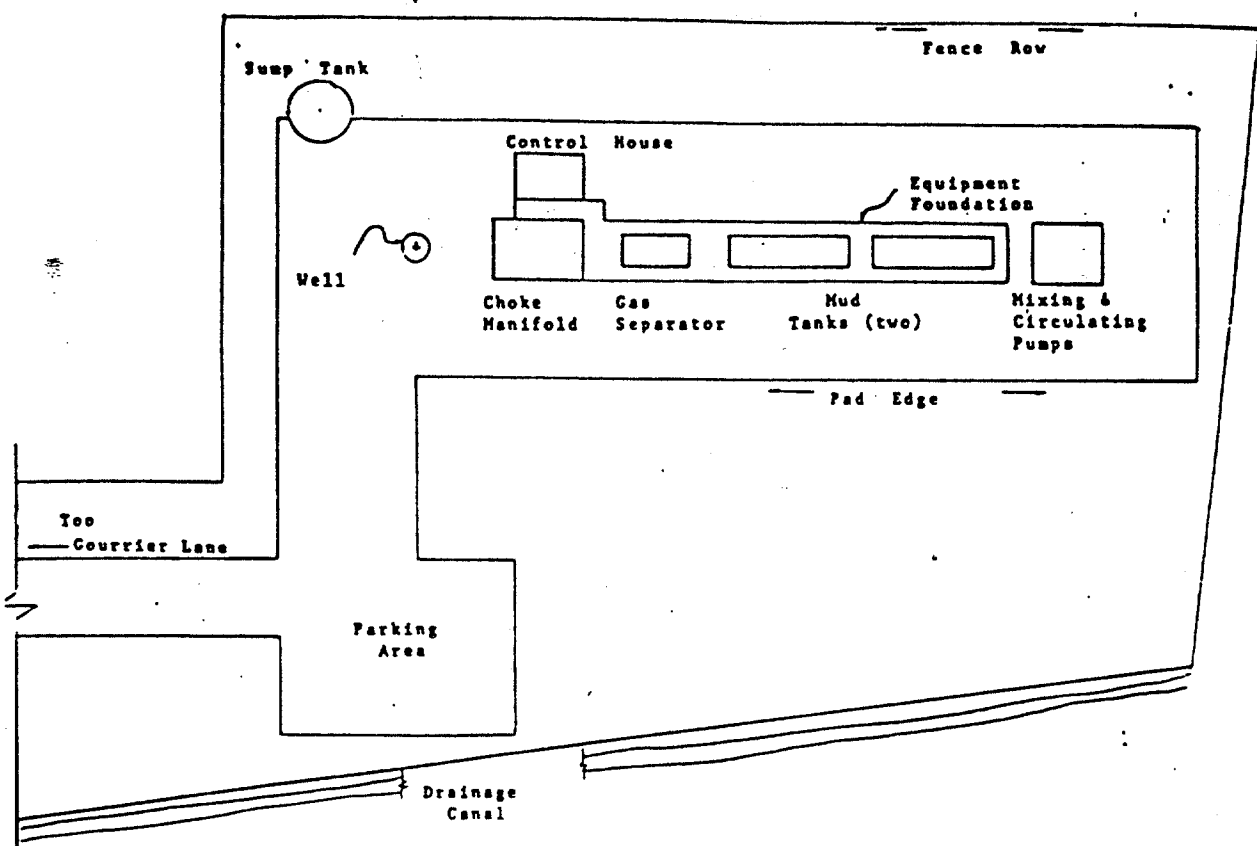 Fence Row
Sump Tank
Control House
Equipment
Foundation
Well
Choke
Manifold
Gas
Separator
Mud
Tanks (two)
Mixing &
Circulating
Pumps
Pad Edge
Too
Gourrier Lane
Parking
Area
Drainage
Canal